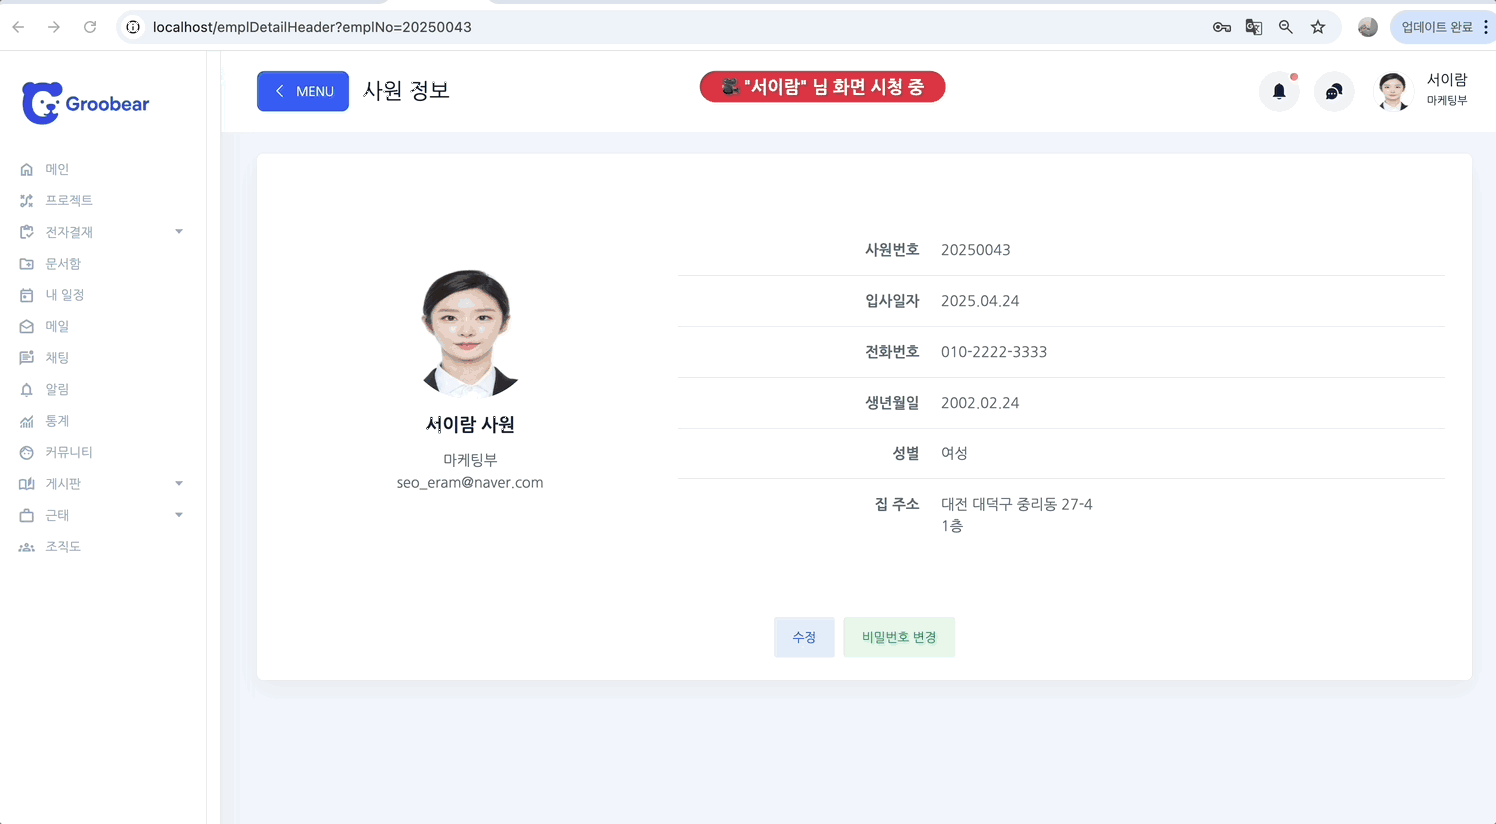 localhost/emplDetailHeader?emplNo=20250043
업데이트 완료
Groobear
MENU
사원 정보
"서이람" 님 화면 시청 중
서이람
마케팅부
메인
프로젝트
전자결재
문서함
내 일정
메일
채팅
알림
통계
커뮤니티
게시판
근태
조직도
서이람 사원
마케팅부
seo_eram@naver.com
사원번호 20250043
입사일자 2025.04.24
전화번호 010-2222-3333
생년월일 2002.02.24
성별 여성
집 주소 대전 대덕구 중리동 27-4
1층
수정
비밀번호 변경